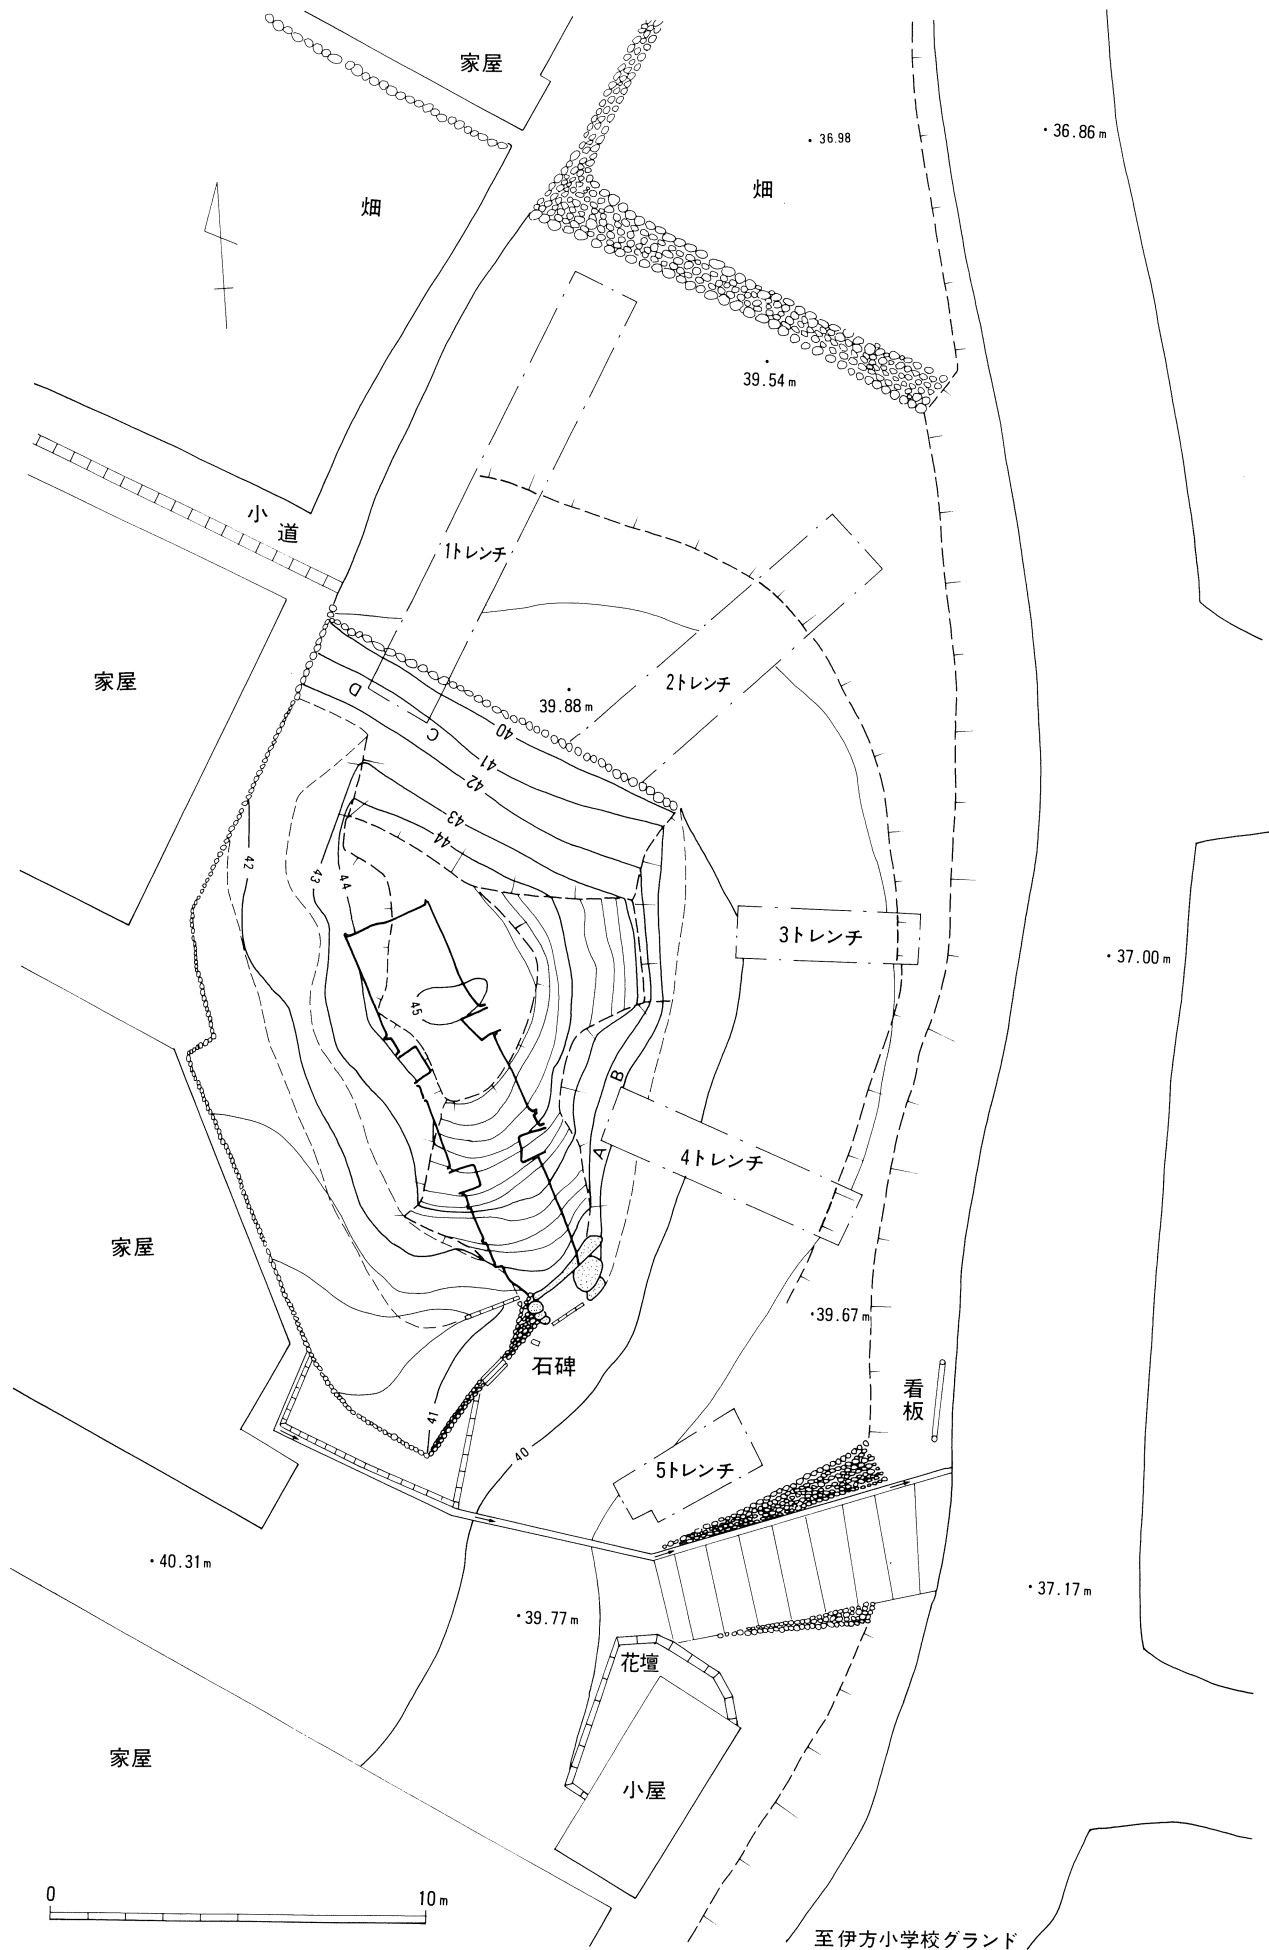 家屋
36.98
36.86m
畑
畑
39.54m
小道
1トレンチ
家屋
2トレンチ
39.88m
D
C
40
41
42
43
44
42
43
44
3トレンチ
37.00m
45
B
A
4トレンチ
家屋
39.67m
石碑
看板
41
40
5トレンチ
40.31m
39.77m
37.17m
花壇
家屋
小屋
0 10m
至伊方小学校グランド